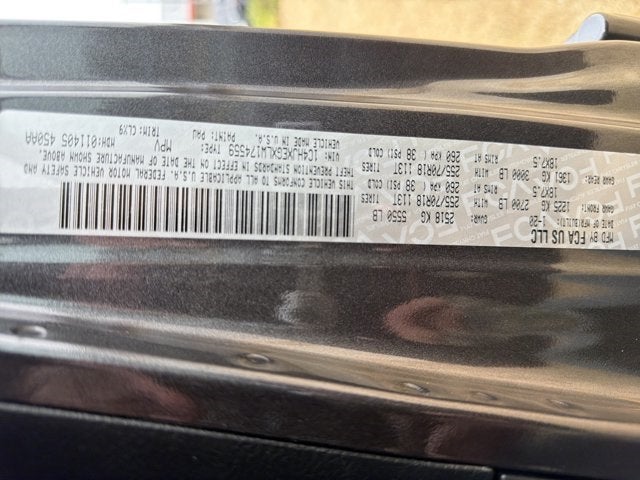 MFD BY FCA US LLC
DATE OF MFR(BUILT): 1-20
GVWR: 2518 KG 5550 LB
GAWR FRONT: 1225 KG 2700 LB
WITH TIRES 255/70R18 113T
RIMS AT 18X7.5 260 KPA ( 38 PSI) COLD
GAWR REAR: 1361 KG 3000 LB
WITH TIRES 255/70R18 113T
RIMS AT 18X7.5 260 KPA ( 38 PSI) COLD
THIS VEHICLE CONFORMS TO ALL APPLICABLE U.S.A. FEDERAL MOTOR VEHICLE SAFETY AND
THEFT PREVENTION STANDARDS IN EFFECT ON THE DATE OF MANUFACTURE SHOWN ABOVE.
VIN: TYPE: MPV MDH:011405 450AA
VEHICLE MADE IN U.S.A. PAINT: PAU TRIM: CLX9